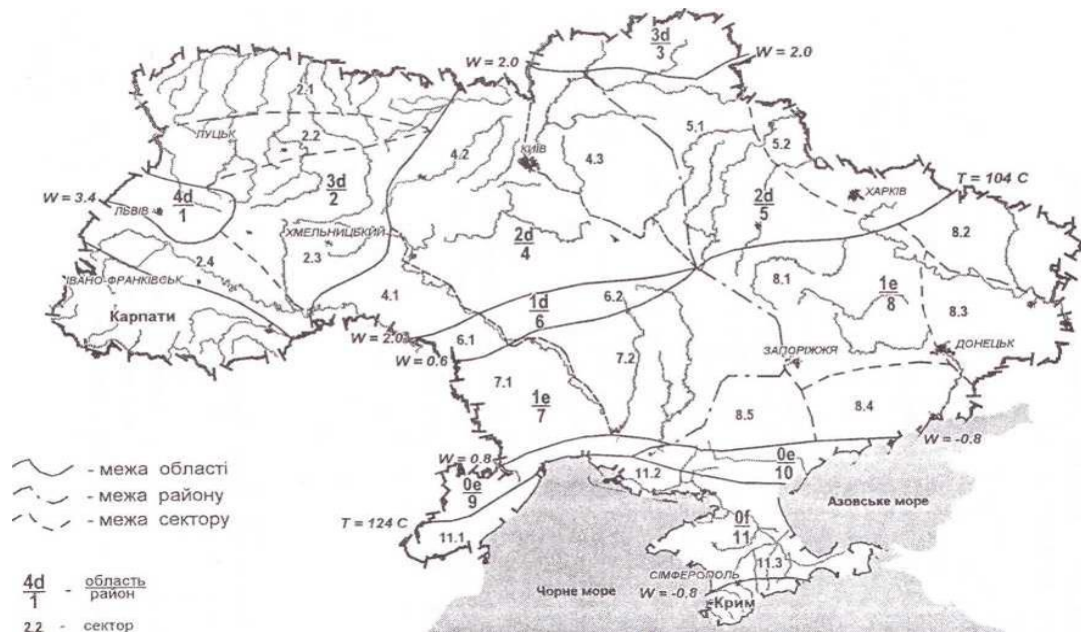 3d
3
W = 2.0
W = 2.0
2.1
5.1
ЛУЦЬК
2.2
4.2
КИЇВ
4.3
5.2
3d
2
ХАРКІВ
T = 104 C
W = 3.4
4d
1
ЛЬВІВ
2d
5
ХМЕЛЬНИЦЬКИЙ
2d
4
8.2
2.4
2.3
ІВАНО-ФРАНКІВСЬК
8.1
1e
8
4.1
1d
6
6.2
8.3
Карпати
W = 2.0
6.1
ДОНЕЦЬК
W = 0.6
7.2
ЗАПОРІЖЖЯ
7.1
1e
7
8.5
8.4
W = -0.8
W = 0.8
0e
10
- межа області
0e
9
11.2
Азовське море
- межа району
0f
11
- межа сектору
T = 124 C
11.1
11.3
СІМФЕРОПОЛЬ
4d
1
- область
район
Чорне море
W = -0.8
Крим
2.2 - сектор